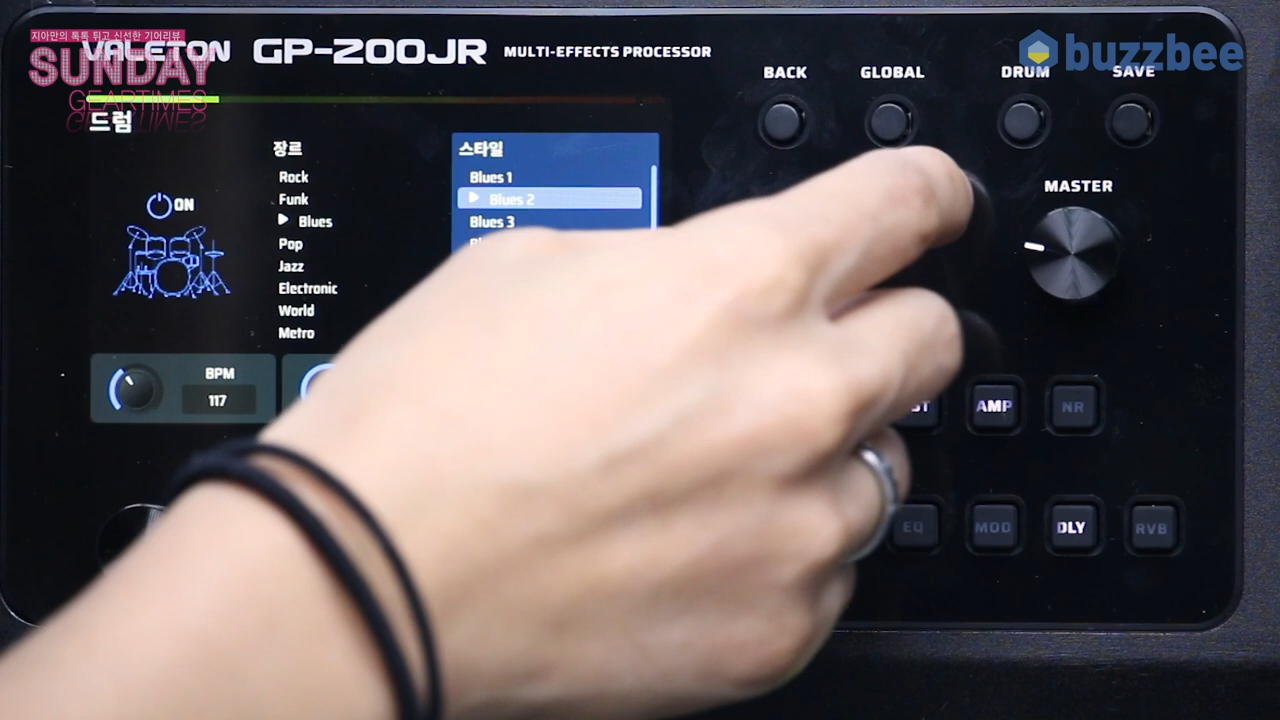 지아만의 톡톡 튀고 신선한 기어리뷰
SUNDAY
GEARTIMES
VALETON GP-200JR MULTI-EFFECTS PROCESSOR
buzzbee
BACK GLOBAL DRUM SAVE
드럼
장르 스타일
MASTER
Rock Blues 1
Funk Blues 2
Blues Blues 3
Pop
Jazz
Electronic
World
Metro
ON
BPM
117
AMP NR
EQ MOD DLY RVB